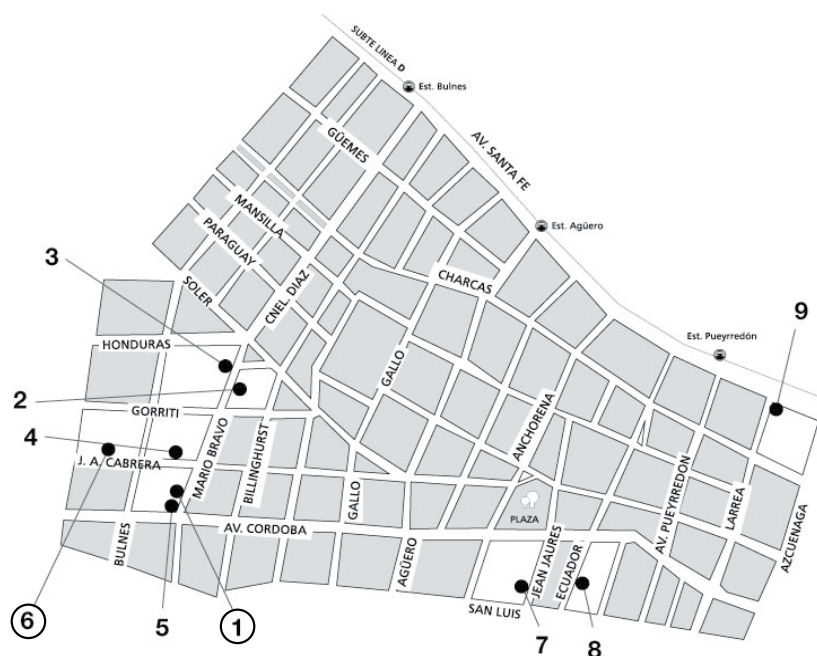 SUBTE LINEA D
Est. Bulnes
GÜEMES
AV. SANTA FE
MANSILLA
PARAGUAY
Est. Agüero
3
SOLER
CNEL. DIAZ
CHARCAS
9
HONDURAS
Est. Pueyrredón
GALLO
2
GORRITI
4
MARIO BRAVO
BILLINGHURST
ANCHORENA
J. A. CABRERA
GALLO
PLAZA
AV. PUEYRREDON
LARREA
AZCUENAGA
BULNES
AV. CORDOBA
AGÜERO
JEAN JAURES
ECUADOR
SAN LUIS
6
5
1
7
8